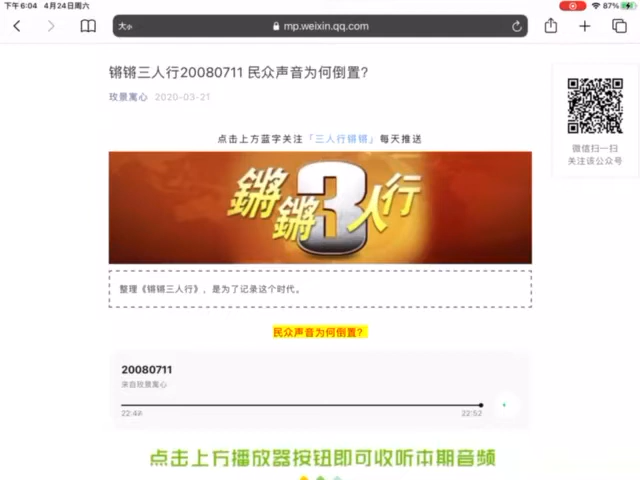 下午6:04 4月24日周六
87%
大小
mp.weixin.qq.com
锵锵三人行20080711 民众声音为何倒置?
玫景寓心 2020-03-21
微信扫一扫
关注该公众号
点击上方蓝字关注「三人行锵锵」每天推送
锵锵3人行
整理《锵锵三人行》,是为了记录这个时代。
民众声音为何倒置?
20080711
来自玫景寓心
22:52
点击上方播放器按钮即可收听本期音频